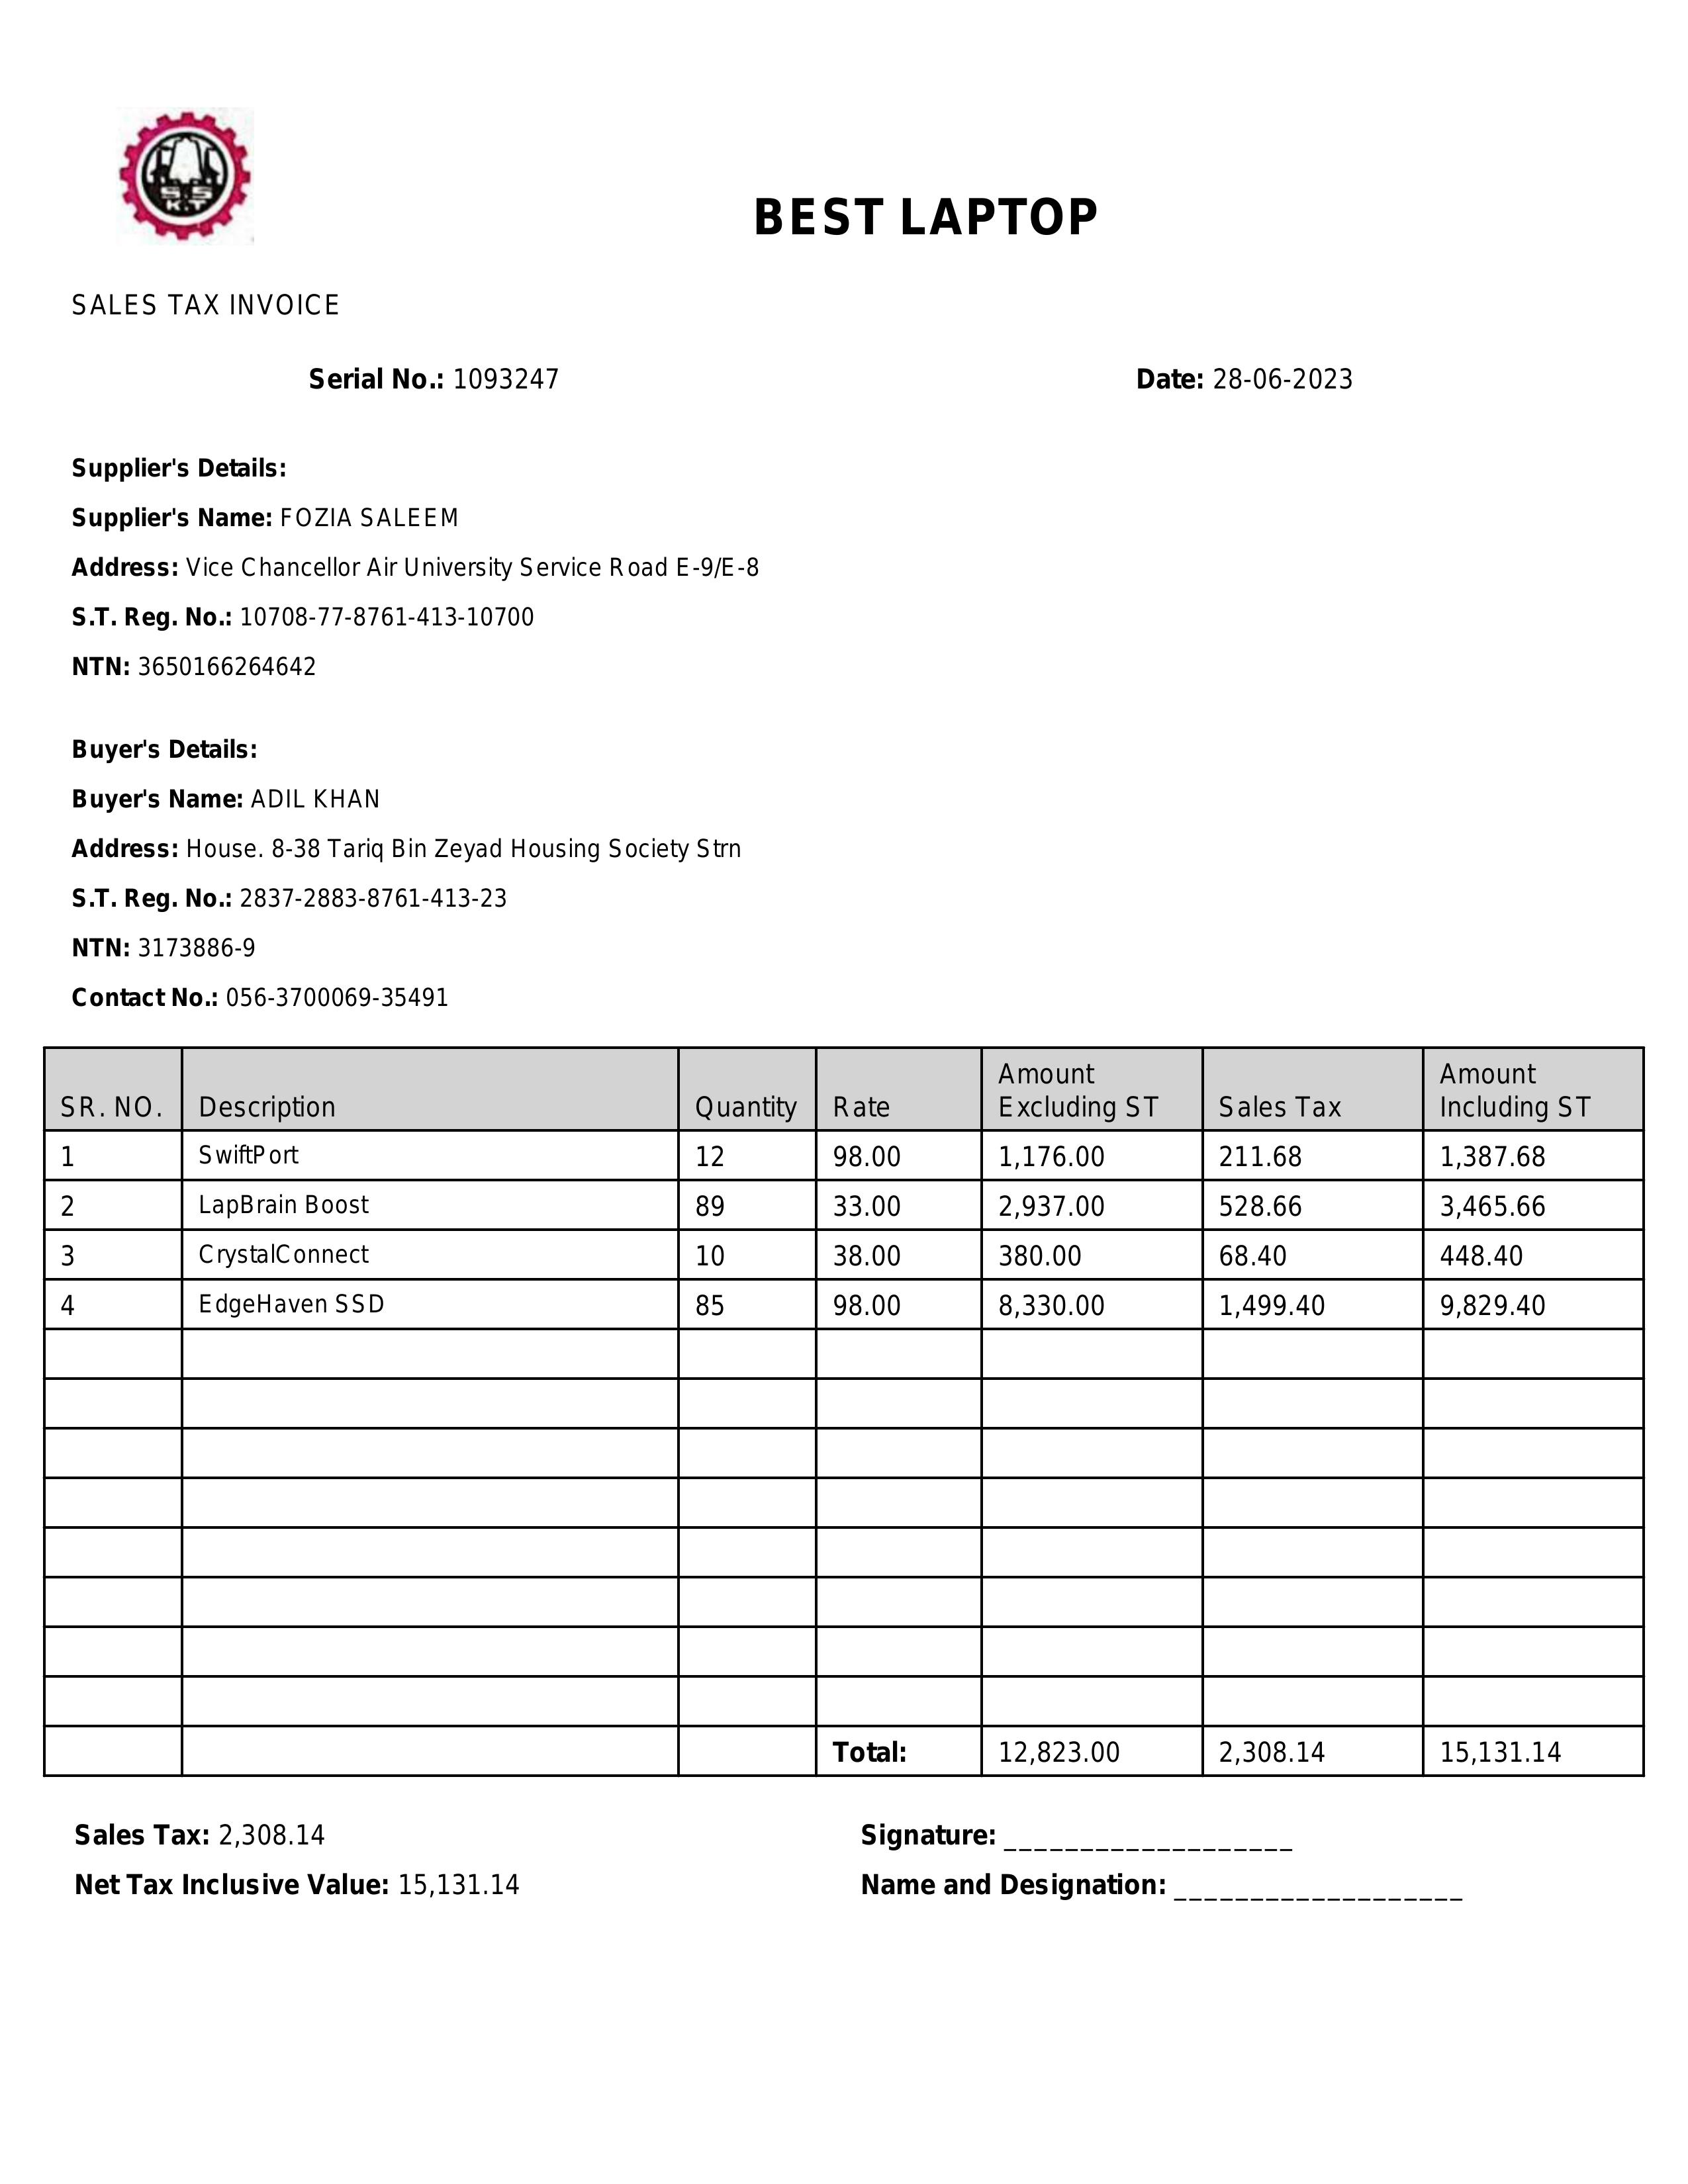 S.S
K.T
BEST LAPTOP
SALES TAX INVOICE
Serial No.: 1093247 Date: 28-06-2023
Supplier's Details:
Supplier's Name: FOZIA SALEEM
Address: Vice Chancellor Air University Service Road E-9/E-8
S.T. Reg. No.: 10708-77-8761-413-10700
NTN: 3650166264642
Buyer's Details:
Buyer's Name: ADIL KHAN
Address: House. 8-38 Tariq Bin Zeyad Housing Society Strn
S.T. Reg. No.: 2837-2883-8761-413-23
NTN: 3173886-9
Contact No.: 056-3700069-35491
SR. NO. Description Quantity Rate Amount Excluding ST Sales Tax Amount Including ST
1 SwiftPort 12 98.00 1,176.00 211.68 1,387.68
2 LapBrain Boost 89 33.00 2,937.00 528.66 3,465.66
3 CrystalConnect 10 38.00 380.00 68.40 448.40
4 EdgeHaven SSD 85 98.00 8,330.00 1,499.40 9,829.40
Total: 12,823.00 2,308.14 15,131.14
Sales Tax: 2,308.14 Signature: ___________________
Net Tax Inclusive Value: 15,131.14 Name and Designation: ___________________